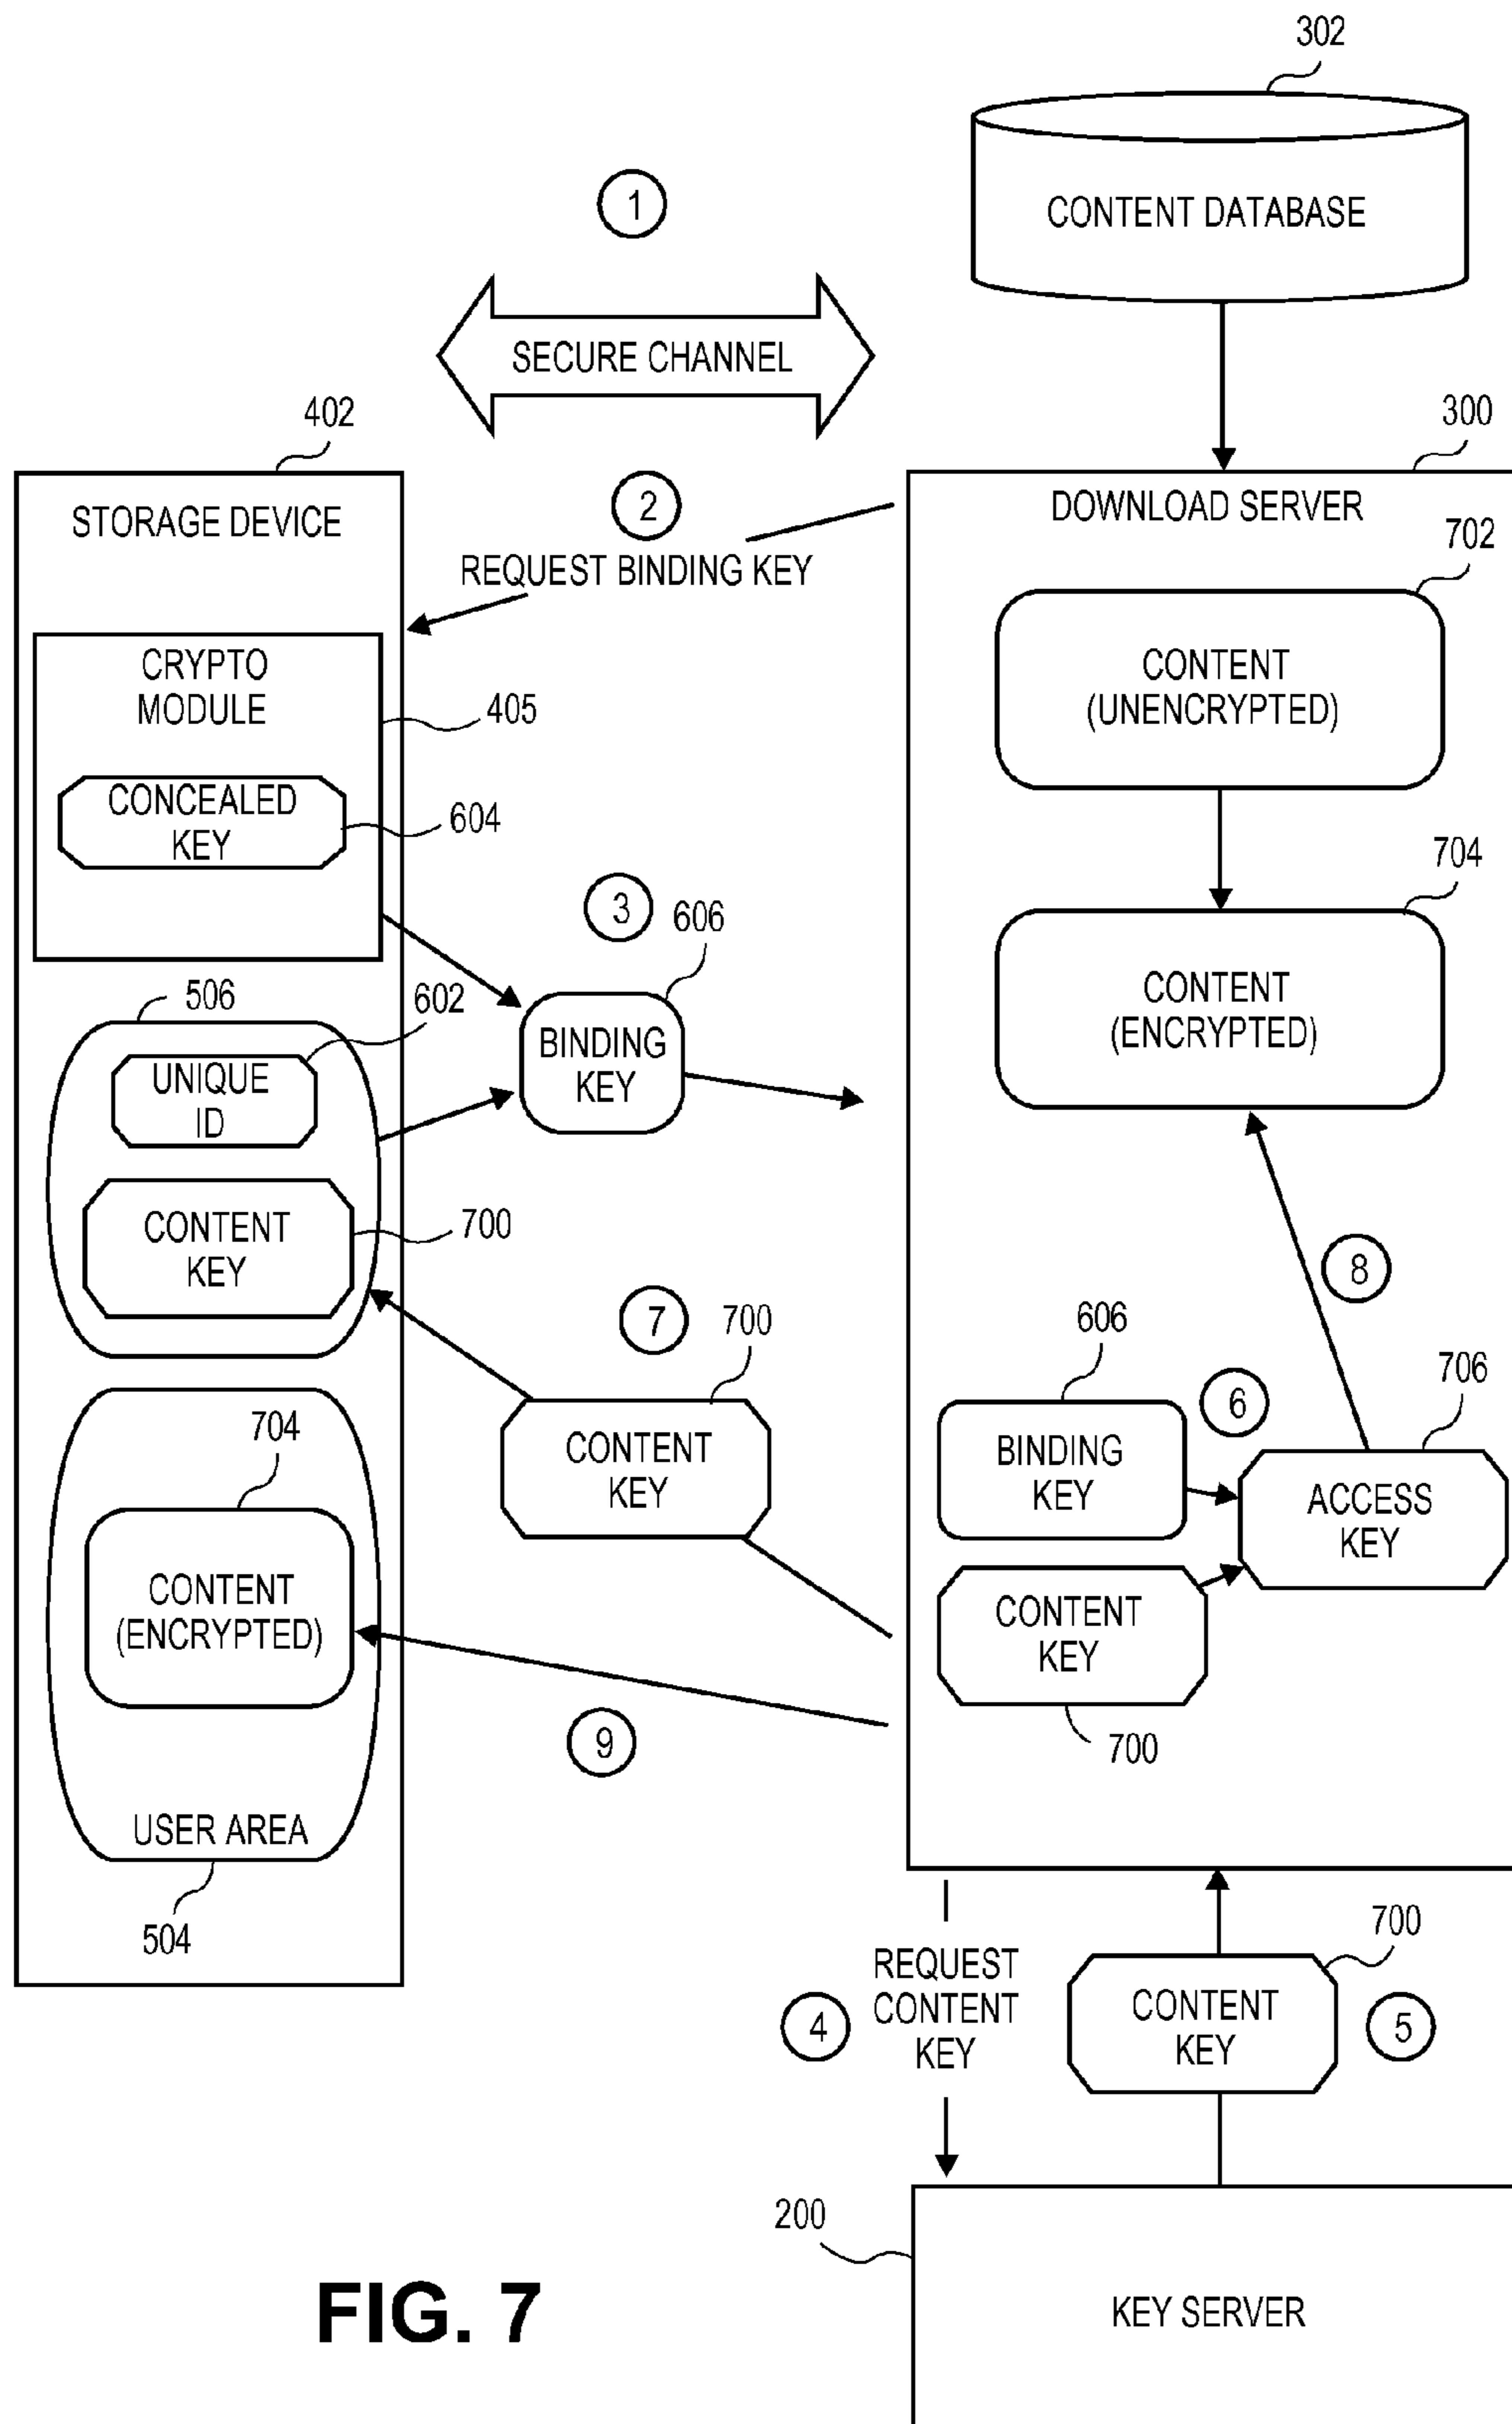 302
CONTENT DATABASE
1
SECURE CHANNEL
402
300
STORAGE DEVICE
2
REQUEST BINDING KEY
DOWNLOAD SERVER
702
CONTENT
(UNENCRYPTED)
CRYPTO
MODULE
405
CONCEALED
KEY
604
704
CONTENT
(ENCRYPTED)
3
606
BINDING
KEY
506
602
UNIQUE
ID
CONTENT
KEY
700
8
7
700
CONTENT
KEY
606
6
706
BINDING
KEY
ACCESS
KEY
CONTENT
KEY
700
704
CONTENT
(ENCRYPTED)
9
USER AREA
504
4
REQUEST
CONTENT
KEY
700
CONTENT
KEY
5
200
KEY SERVER
FIG. 7